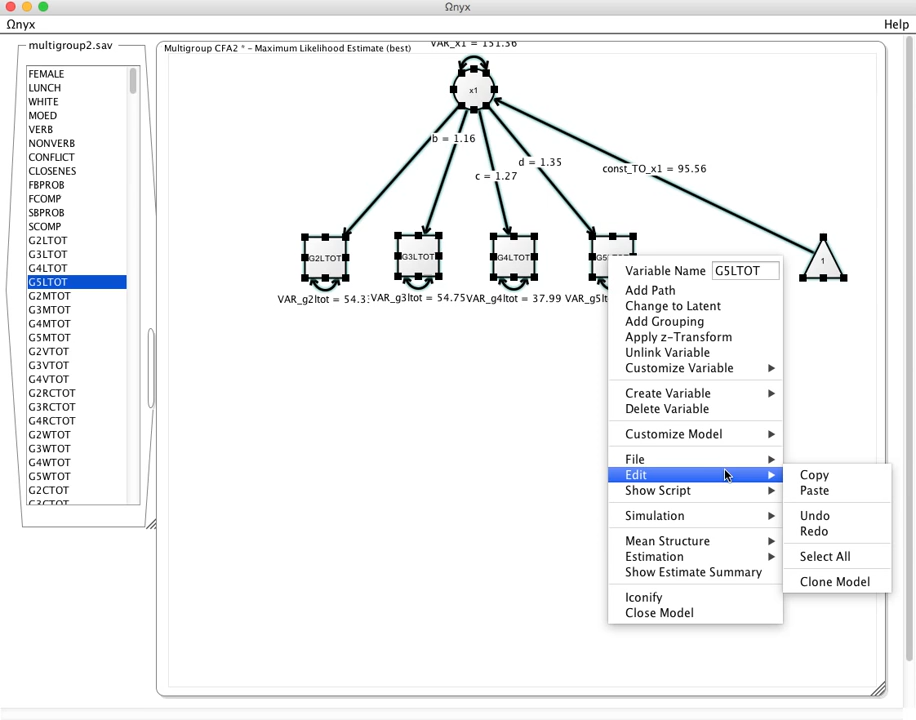 Ωnyx
Ωnyx Help
multigroup2.sav
FEMALE
LUNCH
WHITE
MOED
VERB
NONVERB
CONFLICT
CLOSENES
FBPROB
FCOMP
SBPROB
SCOMP
G2LTOT
G3LTOT
G4LTOT
G5LTOT
G2MTOT
G3MTOT
G4MTOT
G5MTOT
G2VTOT
G3VTOT
G4VTOT
G2RCTOT
G3RCTOT
G4RCTOT
G2WTOT
G3WTOT
G4WTOT
G5WTOT
G2CTOT
G3CTOT
Multigroup CFA2 * - Maximum Likelihood Estimate (best)
VAR_x1 = 151.36
x1
b = 1.16
c = 1.27
d = 1.35
const_TO_x1 = 95.56
G2LTOT
G3LTOT
G4LTOT
1
VAR_g2ltot = 54.3
VAR_g3ltot = 54.75
VAR_g4ltot = 37.99
VAR_g5lt
Variable Name G5LTOT
Add Path
Change to Latent
Add Grouping
Apply z-Transform
Unlink Variable
Customize Variable
Create Variable
Delete Variable
Customize Model
File
Edit
Show Script
Simulation
Mean Structure
Estimation
Show Estimate Summary
Iconify
Close Model
Copy
Paste
Undo
Redo
Select All
Clone Model